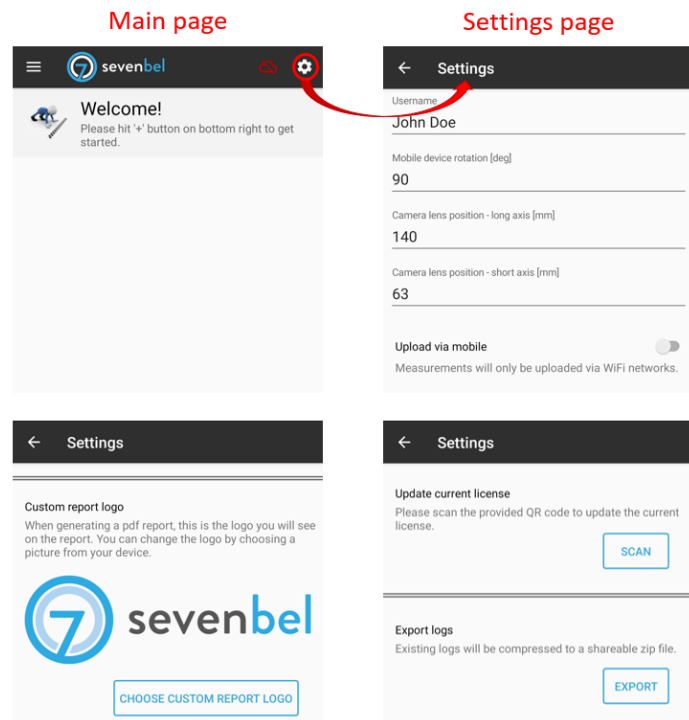 Main page
Settings page
sevenbel
Welcome!
Please hit '+' button on bottom right to get
started.
Settings
Username
John Doe
Mobile device rotation [deg]
90
Camera lens position - long axis [mm]
140
Camera lens position - short axis [mm]
63
Upload via mobile
Measurements will only be uploaded via WiFi networks.
Settings
Custom report logo
When generating a pdf report, this is the logo you will see
on the report. You can change the logo by choosing a
picture from your device.
7 sevenbel
CHOOSE CUSTOM REPORT LOGO
Settings
Update current license
Please scan the provided QR code to update the current
license.
SCAN
Export logs
Existing logs will be compressed to a shareable zip file.
EXPORT